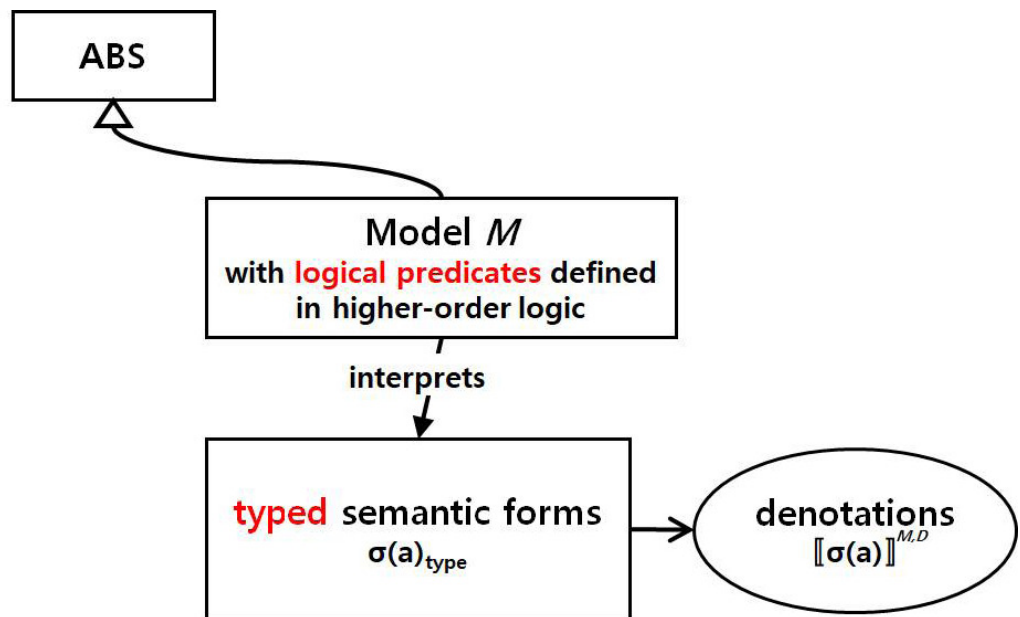 ABS
Model M
with logical predicates defined
in higher-order logic
interprets
typed semantic forms
σ(a)type
denotations
⟦σ(a)⟧M,D